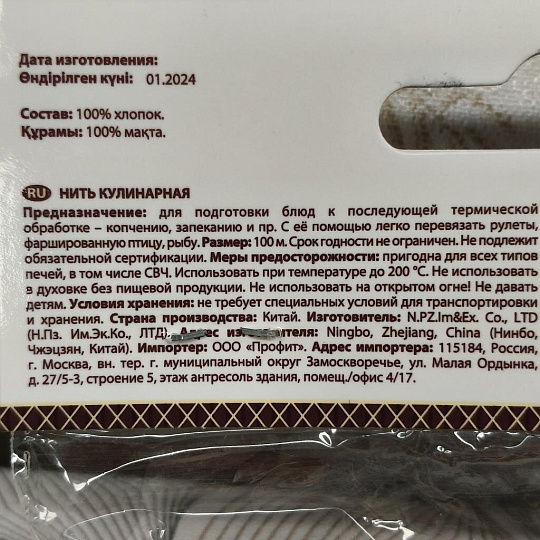 Дата изготовления:
Өндірілген күні: 01.2024
Состав: 100% хлопок.
Құрамы: 100% мақта.
RU НИТЬ КУЛИНАРНАЯ
Предназначение: для подготовки блюд к последующей термической
обработке – копчению, запеканию и пр. С её помощью легко перевязать рулеты,
фаршированную птицу, рыбу. Размер: 100 м. Срок годности не ограничен. Не подлежит
обязательной сертификации. Меры предосторожности: пригодна для всех типов
печей, в том числе СВЧ. Использовать при температуре до 200 °С. Не использовать
в духовке без пищевой продукции. Не использовать на открытом огне! Не давать
детям. Условия хранения: не требует специальных условий для транспортировки
и хранения. Страна производства: Китай. Изготовитель: N.PZ.Im&Ex. Co., LTD
(Н.Пз. Им.Эк.Ко., ЛТД). Адрес изготовителя: Ningbo, Zhejiang, China (Нинбо,
Чжэцзян, Китай). Импортер: ООО «Профит». Адрес импортера: 115184, Россия,
г. Москва, вн. тер. г. муниципальный округ Замоскворечье, ул. Малая Ордынка,
д. 27/5-3, строение 5, этаж антресоль здания, помещ./офис 4/17.